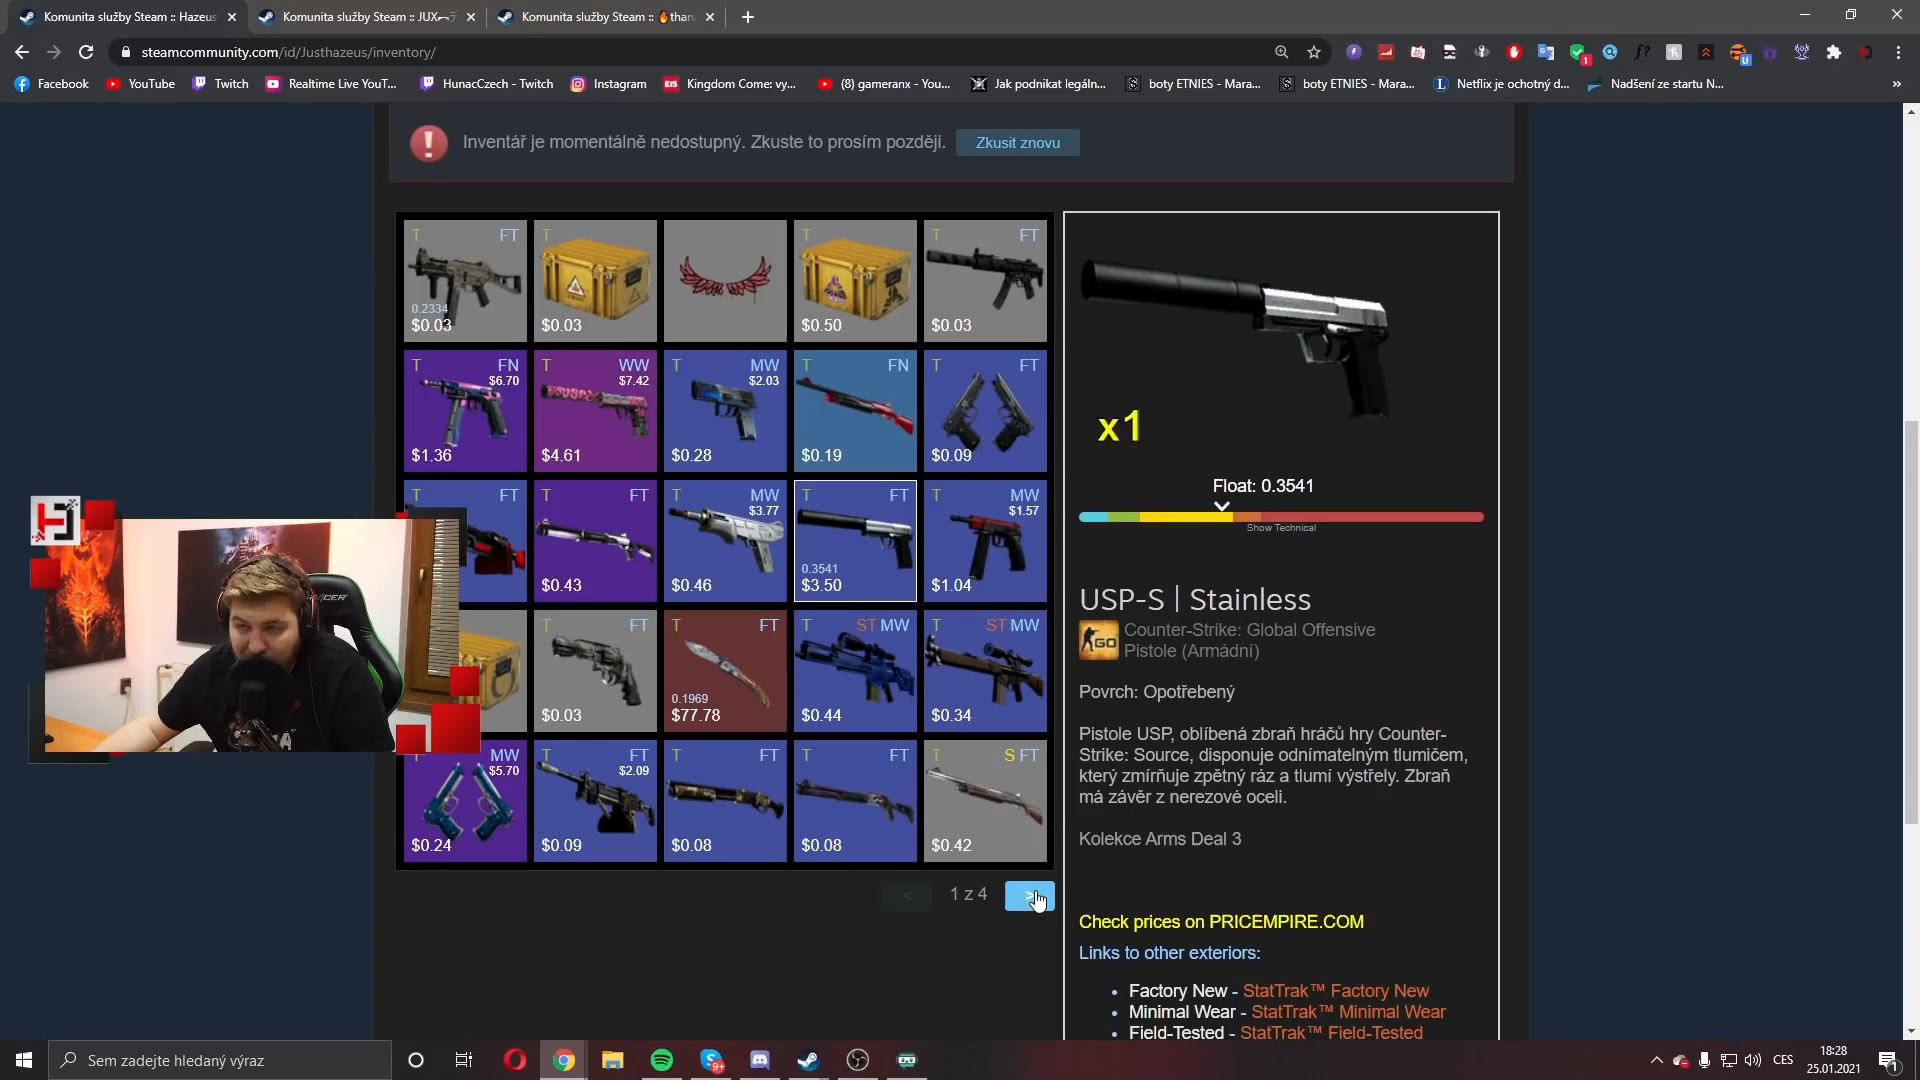 Komunita služby Steam :: Hazeus
Komunita služby Steam :: JUX
Komunita služby Steam :: 🔥than
steamcommunity.com/id/Justhazeus/inventory/
Facebook
YouTube
Twitch
Realtime Live YouT...
HunacCzech - Twitch
Instagram
Kingdom Come: vy...
(8) gameranx - You...
Jak podnikat legáln...
boty ETNIES - Mara...
boty ETNIES - Mara...
Netflix je ochotný d...
Nadšení ze startu N...
Inventář je momentálně nedostupný. Zkuste to prosím později.
Zkusit znovu
T FT
0.2334
$0.03
T
$0.03
T
$0.50
T FT
$0.03
T FN
$6.70
$1.36
T WW
$7.42
$4.61
T MW
$2.03
$0.28
T FN
$0.19
T FT
$0.09
T FT
T FT
$0.43
T MW
$3.77
$0.46
T FT
0.3541
$3.50
T MW
$1.57
$1.04
T FT
$0.03
T FT
0.1969
$77.78
T ST MW
$0.44
T ST MW
$0.34
T MW
$5.70
$0.24
T FT
$2.09
$0.09
T FT
$0.08
T FT
$0.08
T S FT
$0.42
< 1 z 4 >
x1
Float: 0.3541
Show Technical
USP-S | Stainless
GO
Counter-Strike: Global Offensive
Pistole (Armádní)
Povrch: Opotřebený
Pistole USP, oblíbená zbraň hráčů hry Counter-
Strike: Source, disponuje odnímatelným tlumičem,
který zmírňuje zpětný ráz a tlumí výstřely. Zbraň
má závěr z nerezové oceli.
Kolekce Arms Deal 3
Check prices on PRICEMPIRE.COM
Links to other exteriors:
• Factory New - StatTrak™ Factory New
• Minimal Wear - StatTrak™ Minimal Wear
• Field-Tested - StatTrak™ Field-Tested
Sem zadejte hledaný výraz
9+
CES
18:28
25.01.2021
1